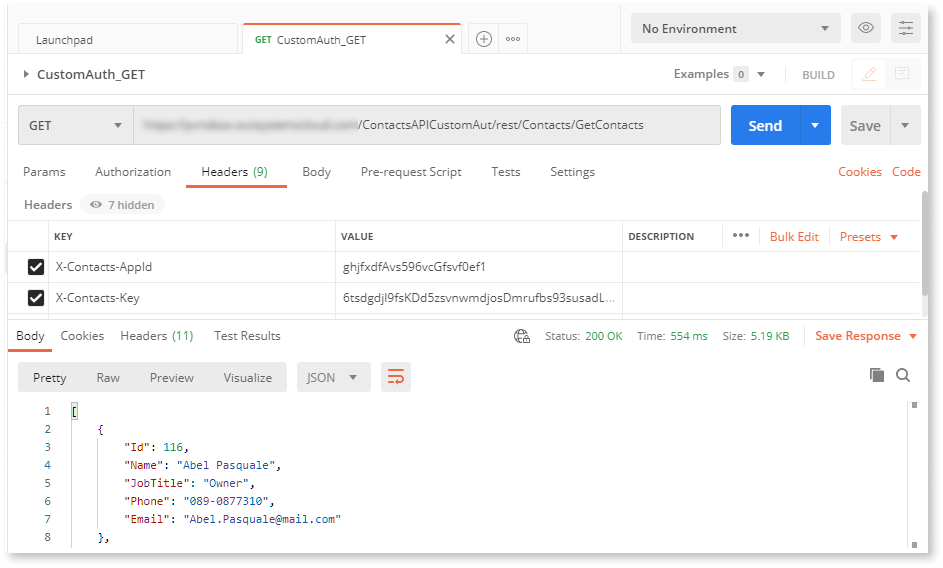 Launchpad
GET CustomAuth_GET
No Environment
CustomAuth_GET
Examples 0
BUILD
GET
/ContactsAPICustomAut/rest/Contacts/GetContacts
Send
Save
Params Authorization Headers (9) Body Pre-request Script Tests Settings
Cookies Code
Headers 7 hidden
KEY VALUE DESCRIPTION
Bulk Edit Presets
X-Contacts-AppId ghjfxdfAvs596vcGfsvf0ef1
X-Contacts-Key 6tsdgdjl9fsKDd5zsvnwmdjosDmrufbs93susadL...
Body Cookies Headers (11) Test Results
Status: 200 OK Time: 554 ms Size: 5.19 KB
Save Response
Pretty Raw Preview Visualize JSON
1 [
2 {
3 "Id": 116,
4 "Name": "Abel Pasquale",
5 "JobTitle": "Owner",
6 "Phone": "089-0877310",
7 "Email": "Abel.Pasquale@mail.com"
8 },